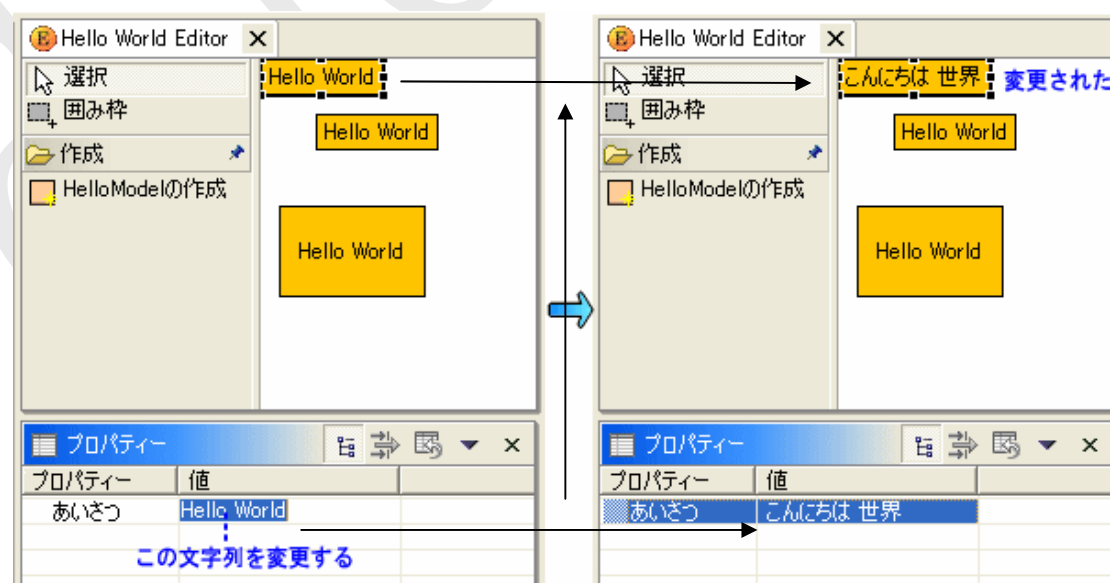 Hello World Editor
選択
囲み枠
作成
HelloModelの作成
Hello World
Hello World
Hello World
プロパティー
プロパティー 値
あいさつ Hello World
この文字列を変更する
Hello World Editor
選択
囲み枠
作成
HelloModelの作成
こんにちは 世界 変更された
Hello World
Hello World
プロパティー
プロパティー 値
あいさつ こんにちは 世界